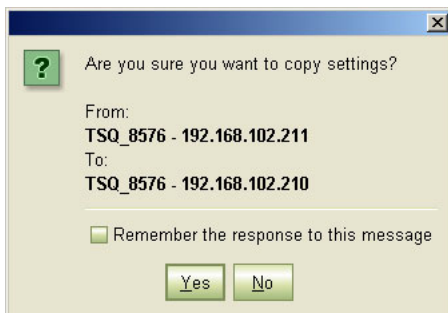 Are you sure you want to copy settings?
From:
TSQ_8576 - 192.168.102.211
To:
TSQ_8576 - 192.168.102.210
Remember the response to this message
Yes No